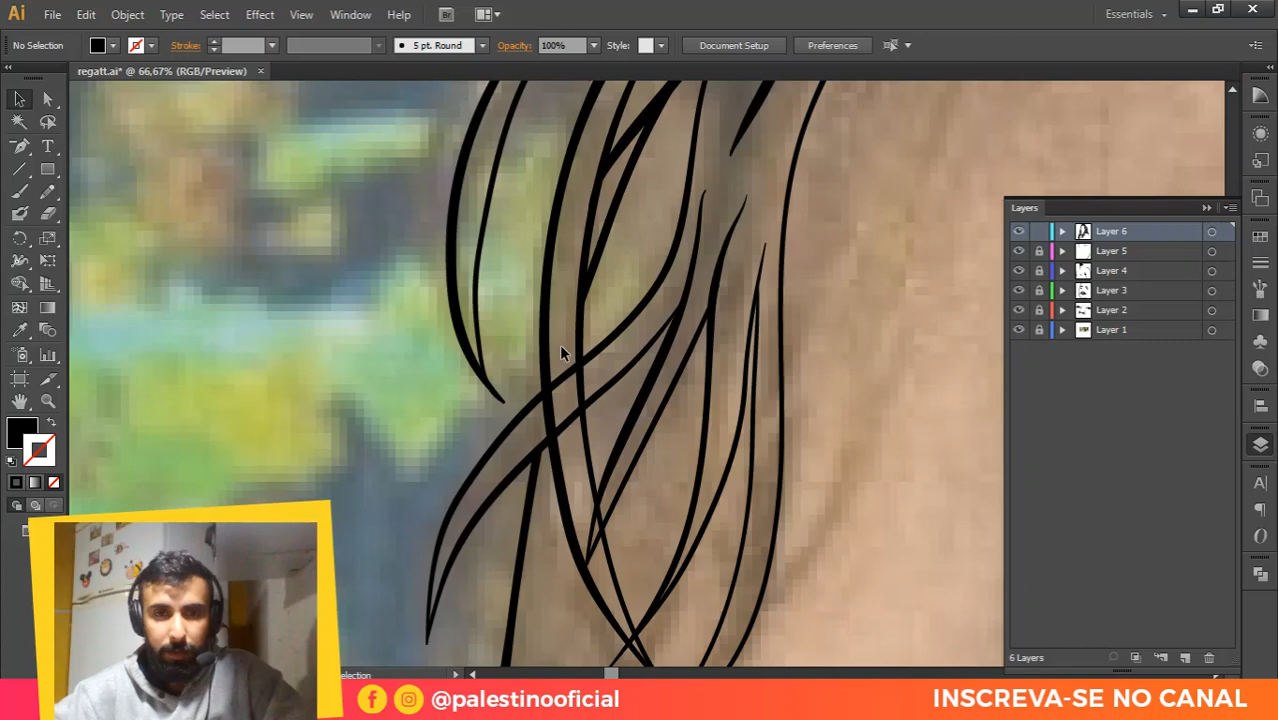 Ai File Edit Object Type Select Effect View Window Help Br Essentials
No Selection Stroke: 5 pt. Round Opacity: 100% Style: Document Setup Preferences
regatt.ai* @ 66,67% (RGB/Preview)
Layers
Layer 6
Layer 5
Layer 4
Layer 3
Layer 2
Layer 1
6 Layers
election
@palestinooficial
INSCREVA-SE NO CANAL